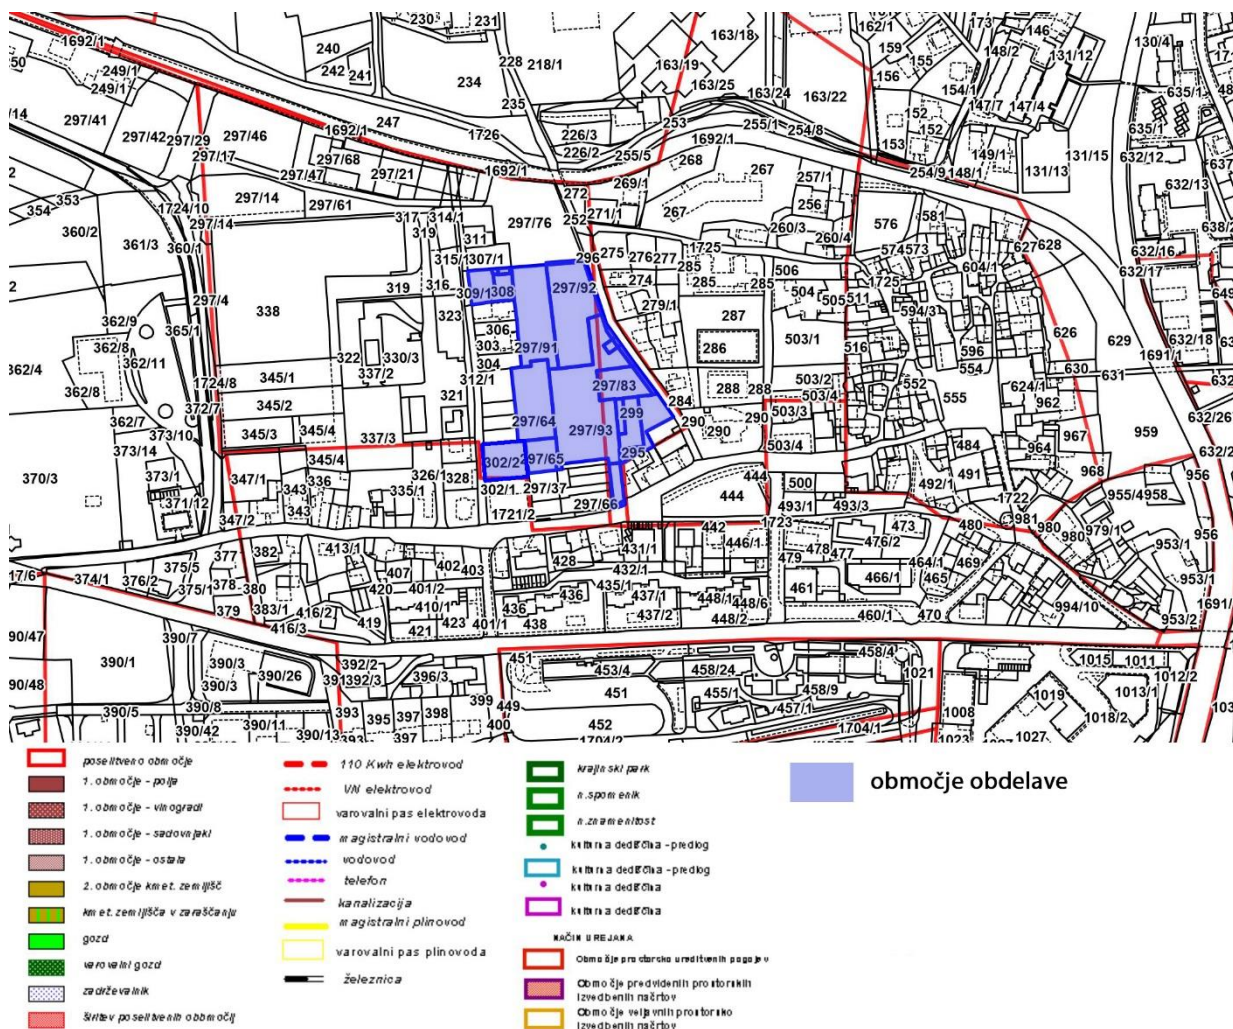 230 231 240 242 241 249/1 249/1 1692/1 234 228 218/1 235 163/18 163/19 163/25 163/24 163/22 162/1 159 156 155 173 148/2 146 131/12 130/4 154/1 147/7 147/4 635/1
297/41 297/42 297/29 297/46 297/17 247 1692/1 1726 226/3 226/2 255/5 253 1692/1 255/1 254/8 152 152 153 149/1 148/1 254/9 131/15 131/13 635/1 632/12 632/13
297/68 297/47 297/21 1692/1 268 267 269/1 257/1 256 267
354 353 360/2 361/3 360/1 1724/10 297/14 297/14 297/61 317 314/1 319 311 297/76 272 252 271/1 260/3 260/4 576 581 627 628 632/16 638/2
315/1 307/1 296 275 276 277 1725 285 285 285 506 574 573 604/1 632/17
297/4 338 319 316 323 309/1 308 297/92 274 279/1 504 505 511 1725 594/3 626 629
362/9 362/8 362/11 365/1 362/4 362/8 1724/8 372/7 322 330/3 337/2 306 303 304 312/1 297/91 287 286 503/1 516 596 554 630 631 1691/1 632/18
345/1 345/2 345/3 345/4 337/3 321 297/83 299 284 288 288 503/2 503/4 503/3 552 555 624/1 962 632/26
362/7 373/10 373/14 373/1 371/12 370/3 297/64 297/93 295 290 290 290 503/4 484 491 964 967 959 968
345/4 347/1 343 343 336 335/1 326/1 328 302/2 302/1 297/65 297/37 297/66 444 444 500 493/1 493/3 492/1 1722 955/4 958 956
347/2 1721/2 442 1723 473 480 981 980 980 979/1 956
375/5 377 382 413/1 402 403 428 431/1 432/1 446/1 478 479 477 476/2 464/1 469 953/1
374/1 376/2 375/1 378 380 407 420 401/2 435/1 436 437/1 448/1 461 466/1 465 953/1
379 383/1 416/2 416/3 419 410/1 421 423 401/1 436 438 437/2 448/6 448/2 460/1 470 994/10 953/2
390/47 390/1 390/7 390/3 390/3 390/26 392/2 392/3 396/3 451 453/4 458/24 458/4 1021 1015 1011 1012/2
390/48 390/5 390/8 390/42 390/11 390/13 393 395 397 398 399 449 400 451 452 455/1 458/9 457/1 1704/1 1704/2 1008 1023 1019 1027 1013/1 1018/2
poselitveno območje
1. območje - polja
1. območje - vinogradi
1. območje - sadovnjaki
1. območje - ostala
2. območje kmet. zemljišč
kmet. zemljišča v zaraščanju
gozd
varovalni gozd
zadrževalnik
širitev poselitvenih obbmočij
110 Kwh elektrovod
VN elektrovod
varovalni pas elektrovoda
magistralni vodovod
vodovod
telefon
kanalizacija
magistralni plinovod
varovalni pas plinovoda
železnica
krajinski park
n.spomenik
n.znamenitost
kulturna dediščina - predlog
kulturna dediščina - predlog
kulturna dediščina
kulturna dediščina
NAČIN UREJANA
Območje prostorsko ureditvenih pogojev
Območje predvidenih prostorskih
izvedbenih načrtov
Območje veljavnih prostorsko
izvedbenih načrtov
območje obdelave